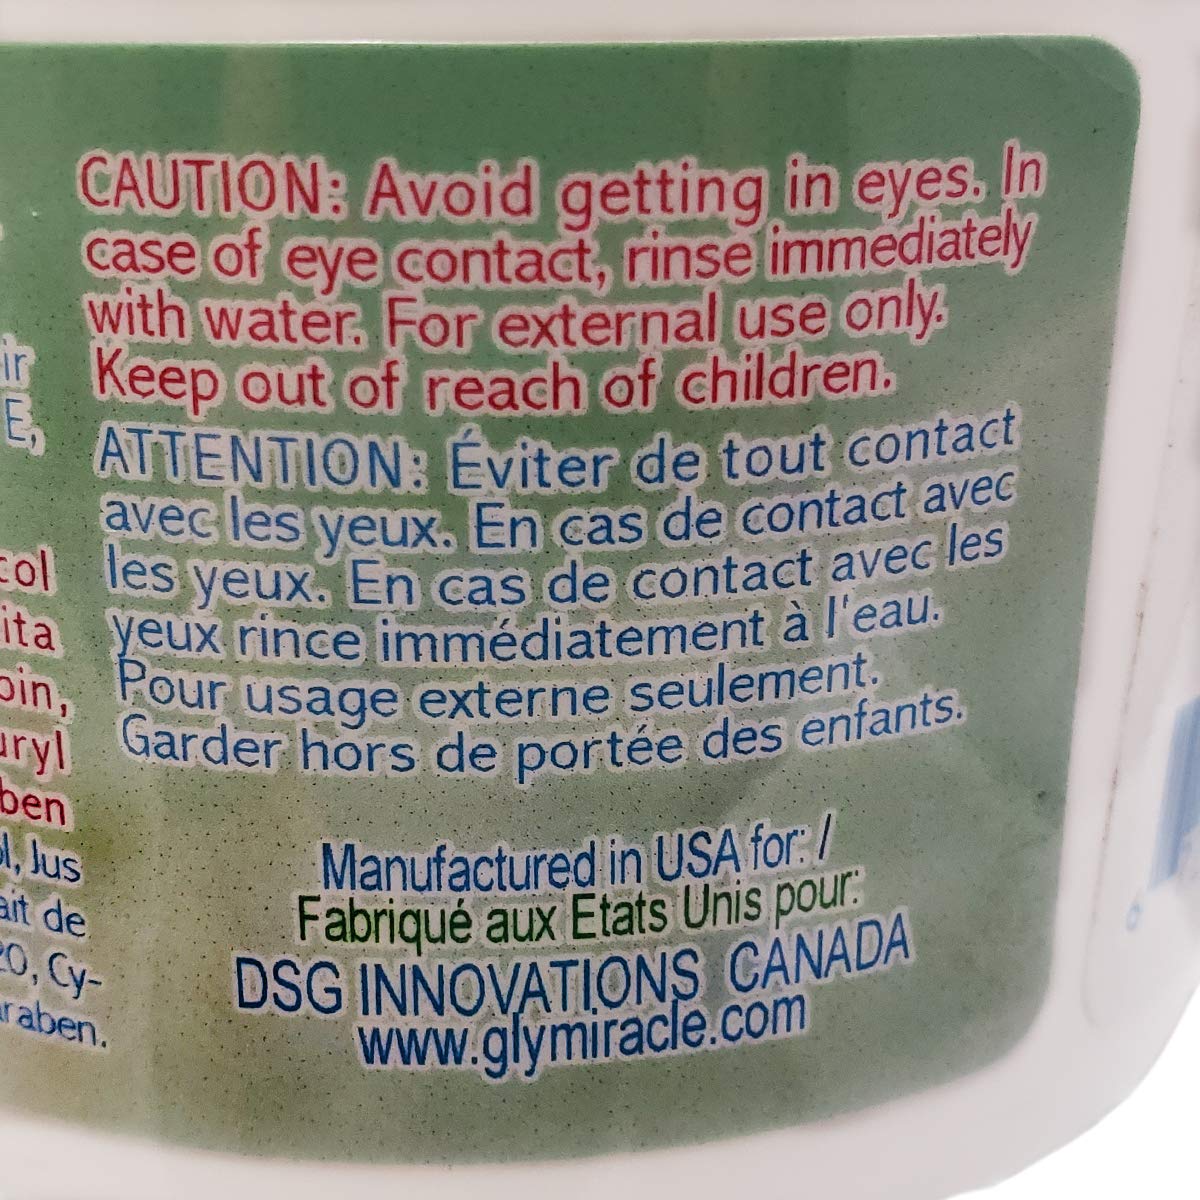 CAUTION: Avoid getting in eyes. In
case of eye contact, rinse immediately
with water. For external use only.
Keep out of reach of children.
ATTENTION: Éviter de tout contact
avec les yeux. En cas de contact avec
les yeux. En cas de contact avec les
yeux rince immédiatement à l'eau.
Pour usage externe seulement.
Garder hors de portée des enfants.
Manufactured in USA for: /
Fabriqué aux Etats Unis pour:
DSG INNOVATIONS CANADA
www.glymiracle.com
E,
Jus
de
Cy-